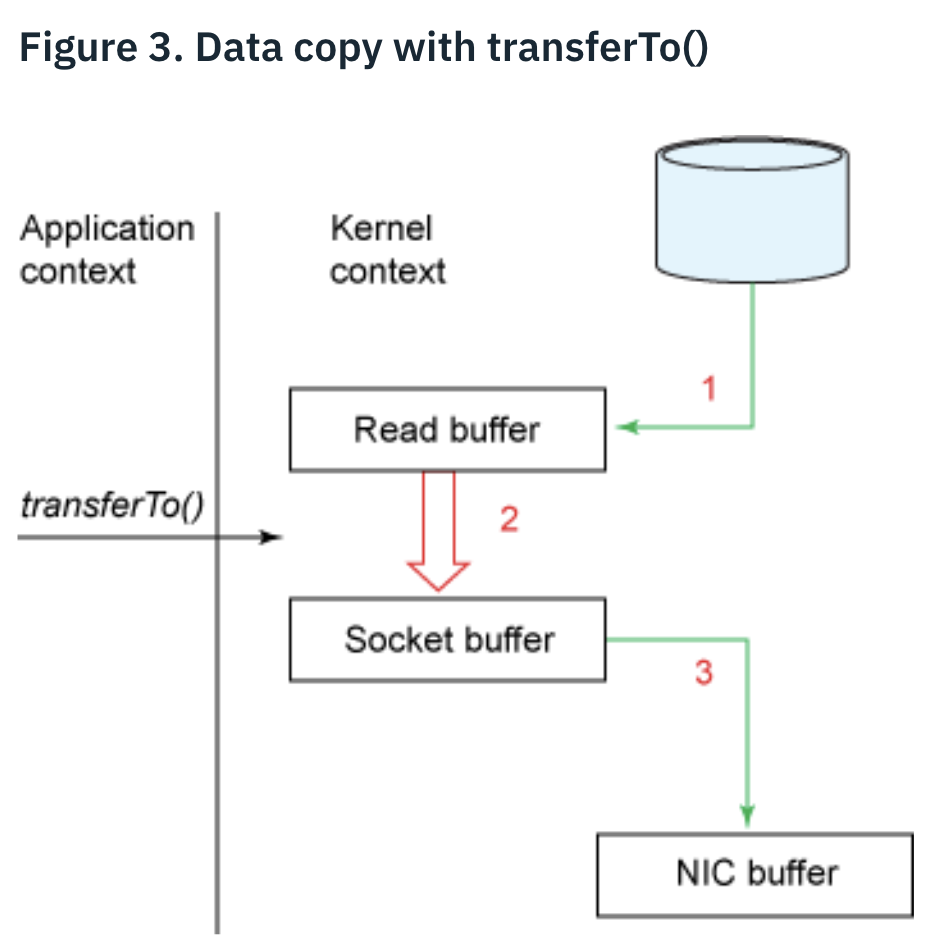 Figure 3. Data copy with transferTo()
Application
context
Kernel
context
1
Read buffer
transferTo()
2
Socket buffer
3
NIC buffer